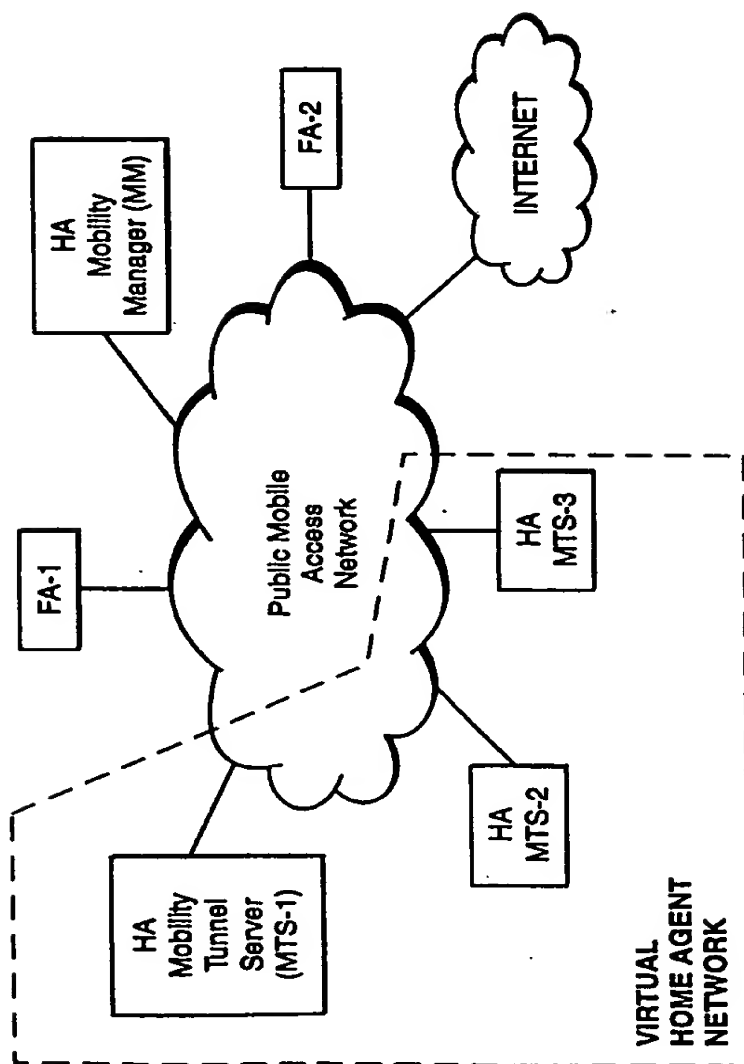 FA-1
HA
Mobility
Manager (MM)
FA-2
HA
Mobility
Tunnel
Server
(MTS-1)
Public Mobile
Access
Network
INTERNET
HA
MTS-2
HA
MTS-3
VIRTUAL
HOME AGENT
NETWORK